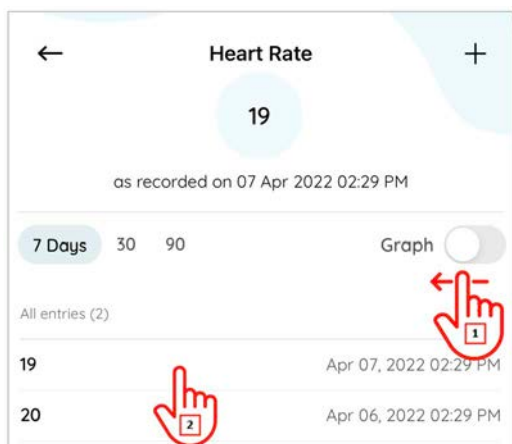 Heart Rate
19
as recorded on 07 Apr 2022 02:29 PM
7 Days 30 90 Graph
All entries (2)
1
19 Apr 07, 2022 02:29 PM
2
20 Apr 06, 2022 02:29 PM